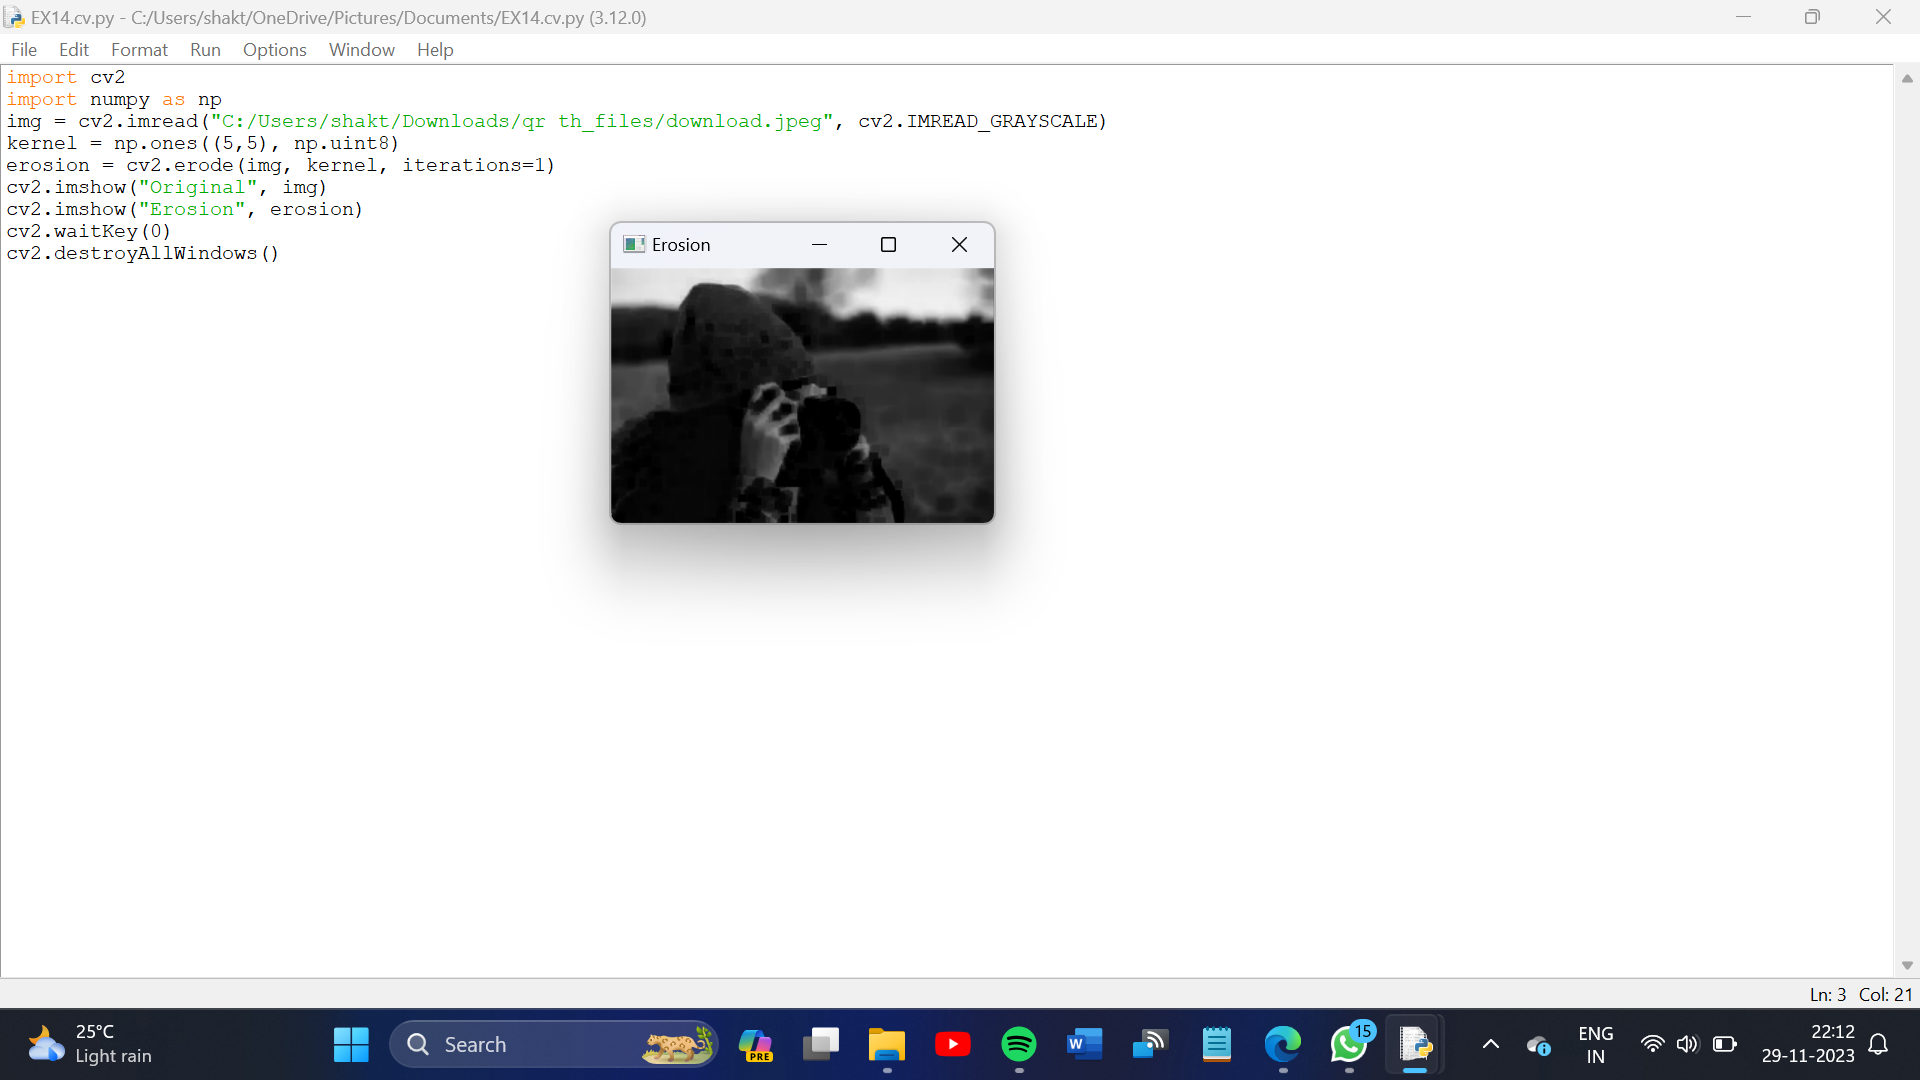 EX14.cv.py - C:/Users/shakt/OneDrive/Pictures/Documents/EX14.cv.py (3.12.0)
File Edit Format Run Options Window Help
import cv2
import numpy as np
img = cv2.imread("C:/Users/shakt/Downloads/qr th_files/download.jpeg", cv2.IMREAD_GRAYSCALE)
kernel = np.ones((5,5), np.uint8)
erosion = cv2.erode(img, kernel, iterations=1)
cv2.imshow("Original", img)
cv2.imshow("Erosion", erosion)
cv2.waitKey(0)
cv2.destroyAllWindows()
Erosion
Ln: 3 Col: 21
25°C
Light rain
Search
PRE
W
15
ENG
IN
22:12
29-11-2023